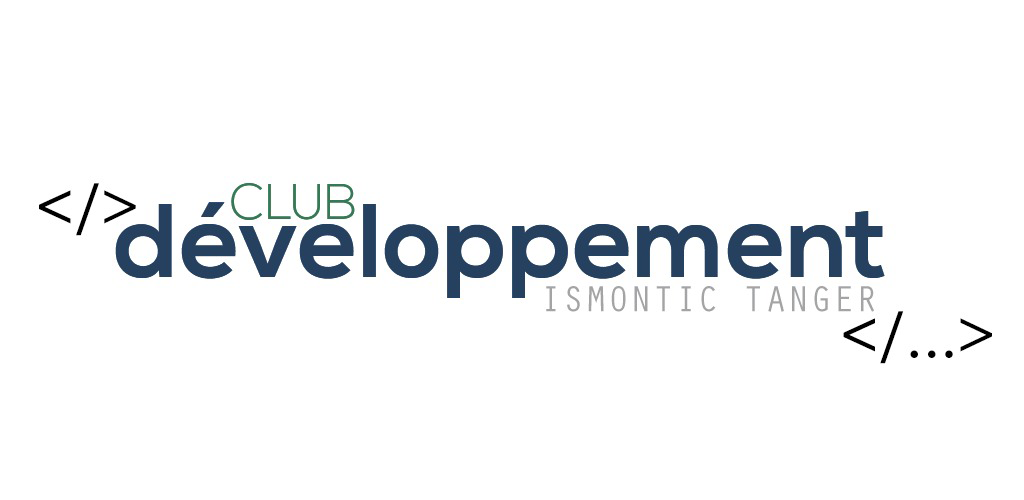 </>
CLUB
développement
ISMONTIC TANGER
</...>